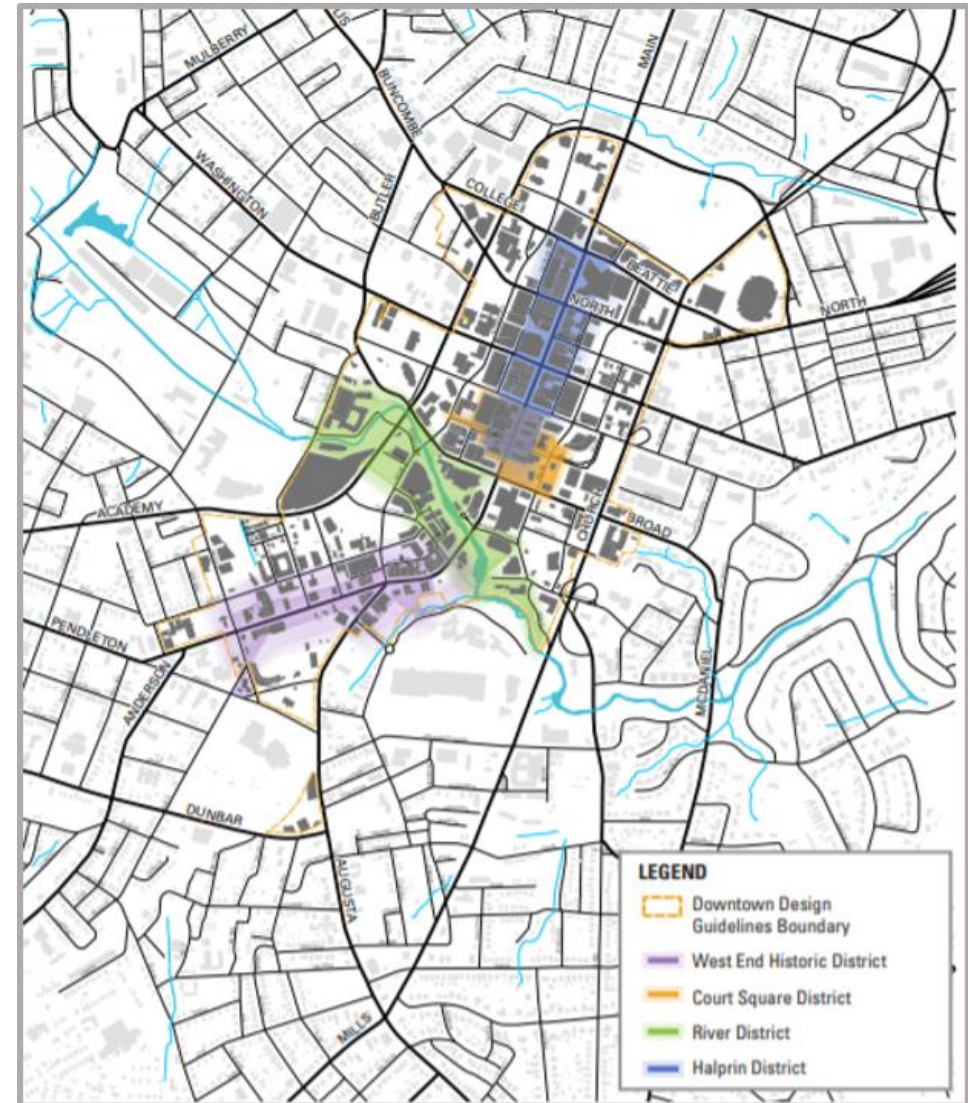 MULBERRY
US
BUNCOMBE
MAIN
WASHINGTON
BUTLER
COLLEGE
BEATTIE
NORTH
NORTH
ACADEMY
CHURCH
BROAD
PENDLETON
ANDERSON
MCDANIEL
DUNBAR
AUGUSTA
MILLS
LEGEND
Downtown Design
Guidelines Boundary
West End Historic District
Court Square District
River District
Halprin District